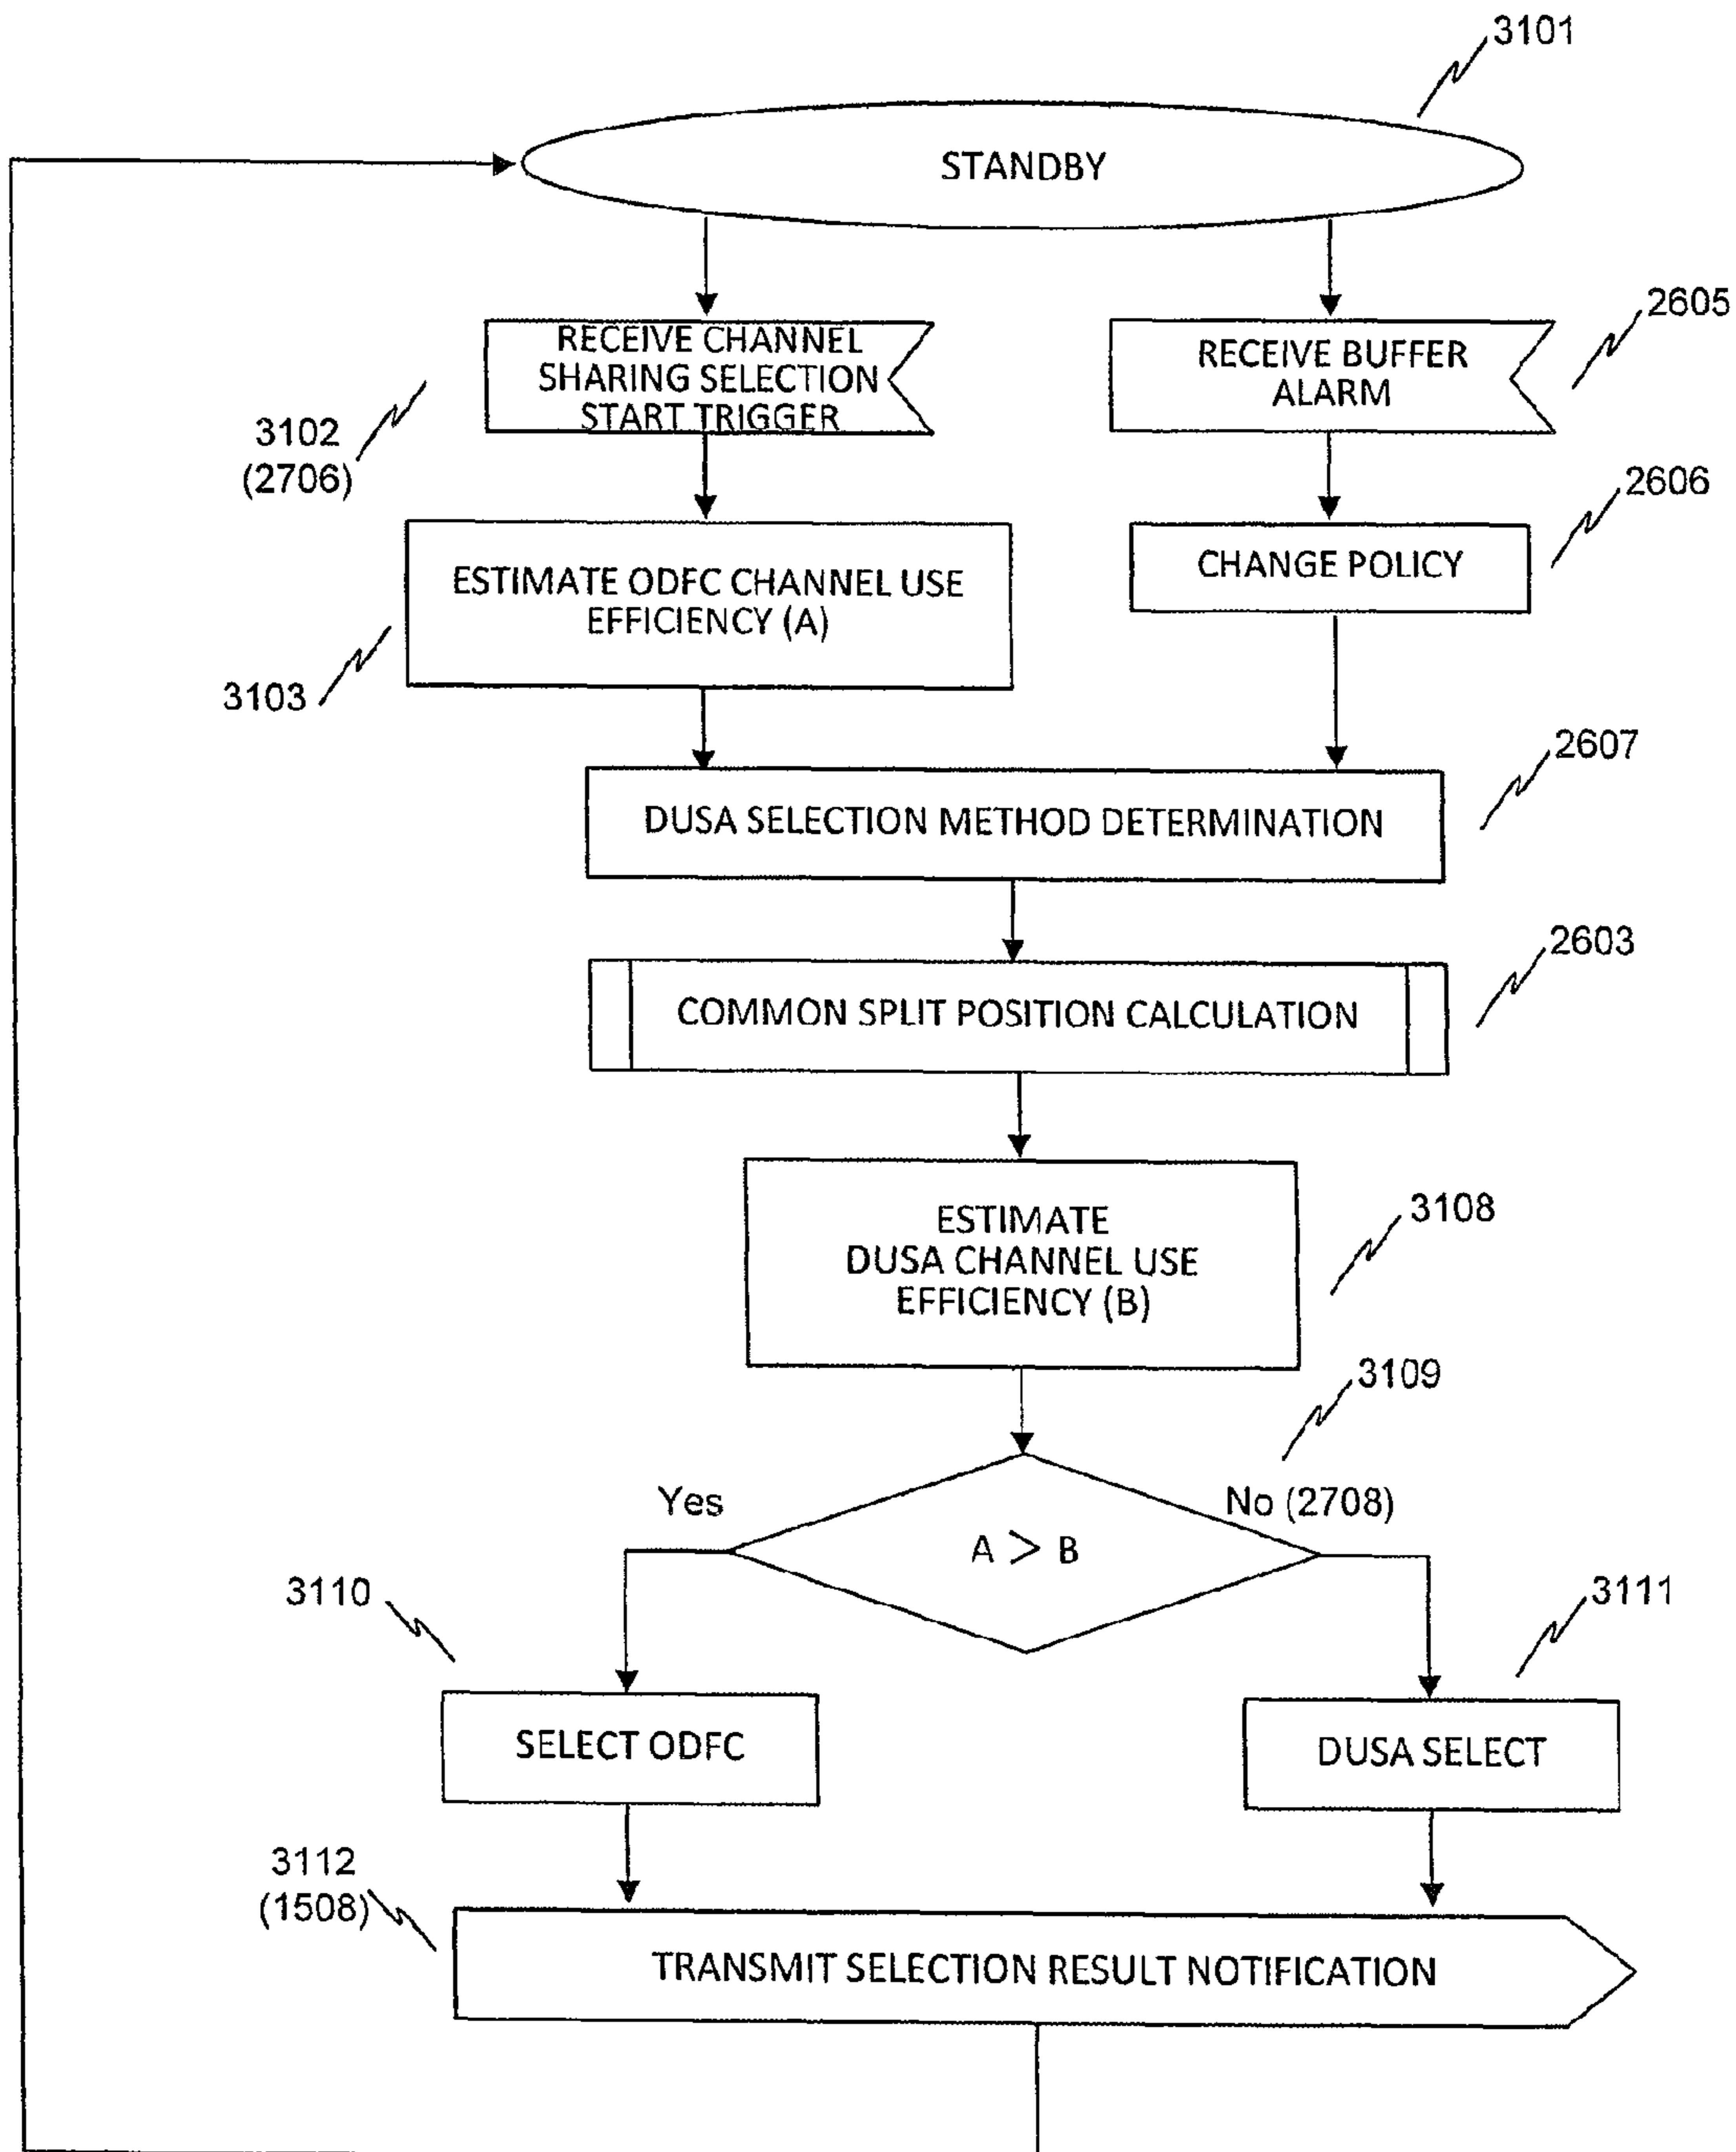 3101
STANDBY
RECEIVE CHANNEL
SHARING SELECTION
START TRIGGER
3102
(2706)
RECEIVE BUFFER
ALARM
2605
ESTIMATE ODFC CHANNEL USE
EFFICIENCY (A)
3103
CHANGE POLICY
2606
DUSA SELECTION METHOD DETERMINATION
2607
COMMON SPLIT POSITION CALCULATION
2603
ESTIMATE
DUSA CHANNEL USE
EFFICIENCY (B)
3108
3109
Yes
No (2708)
A > B
3110
SELECT ODFC
3111
DUSA SELECT
3112
(1508)
TRANSMIT SELECTION RESULT NOTIFICATION